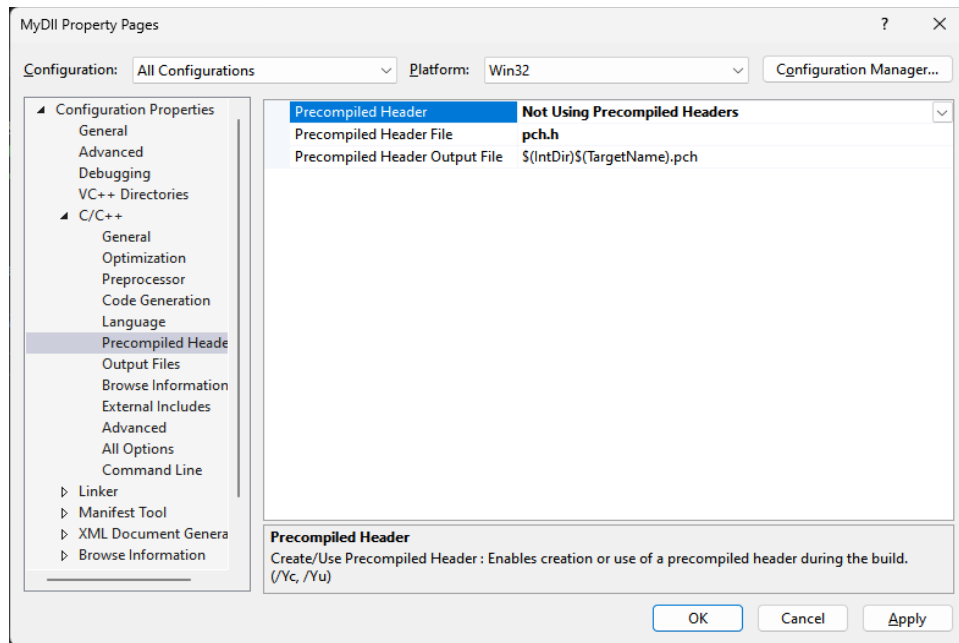 MyDll Property Pages
Configuration: All Configurations Platform: Win32 Configuration Manager...
Configuration Properties
General
Advanced
Debugging
VC++ Directories
C/C++
General
Optimization
Preprocessor
Code Generation
Language
Precompiled Heade
Output Files
Browse Information
External Includes
Advanced
All Options
Command Line
Linker
Manifest Tool
XML Document Genera
Browse Information
Precompiled Header Not Using Precompiled Headers
Precompiled Header File pch.h
Precompiled Header Output File $(IntDir)$(TargetName).pch
Precompiled Header
Create/Use Precompiled Header : Enables creation or use of a precompiled header during the build.
(/Yc, /Yu)
OK Cancel Apply